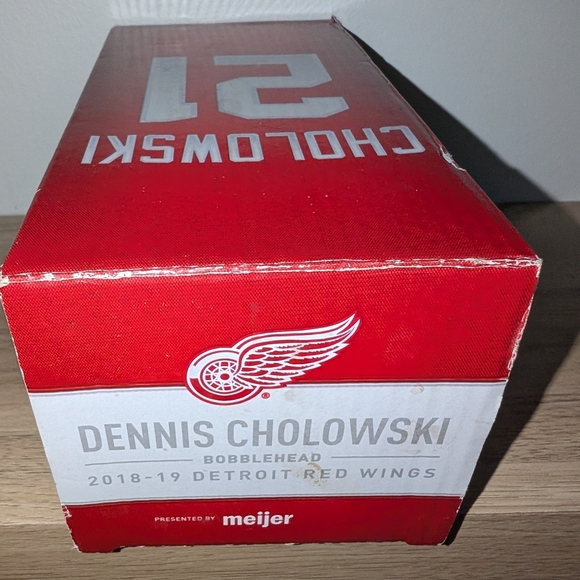 21
CHOLOWSKI
®
DENNIS CHOLOWSKI
BOBBLEHEAD
2018-19 DETROIT RED WINGS
PRESENTED BY meijer